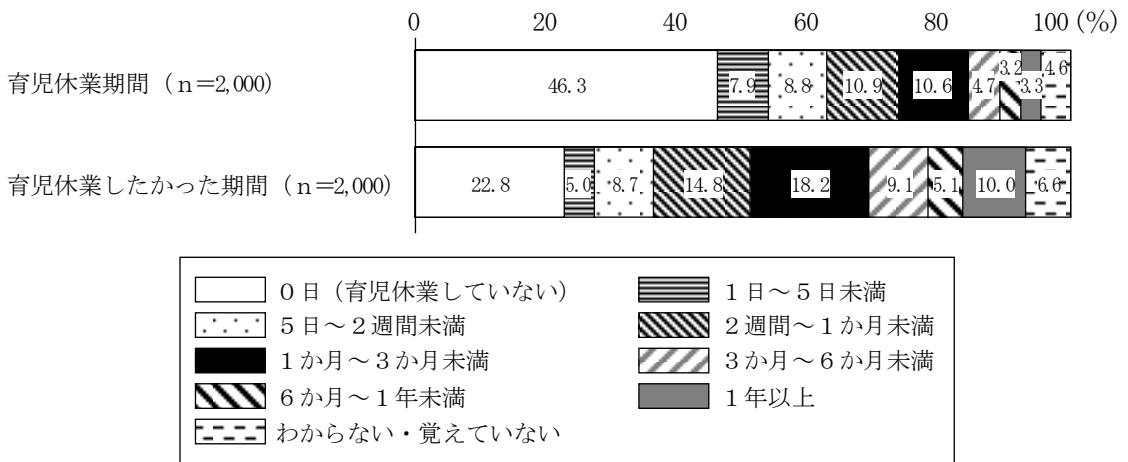 0 20 40 60 80 100 (%)
育児休業期間（ｎ＝2,000） 46.3 7.9 8.8 10.9 10.6 4.7 3.2 3.3 4.6
育児休業したかった期間（ｎ＝2,000） 22.8 5.0 8.7 14.8 18.2 9.1 5.1 10.0 6.6
０日（育児休業していない） １日～５日未満
５日～２週間未満 ２週間～１か月未満
１か月～３か月未満 ３か月～６か月未満
６か月～１年未満 １年以上
わからない・覚えていない